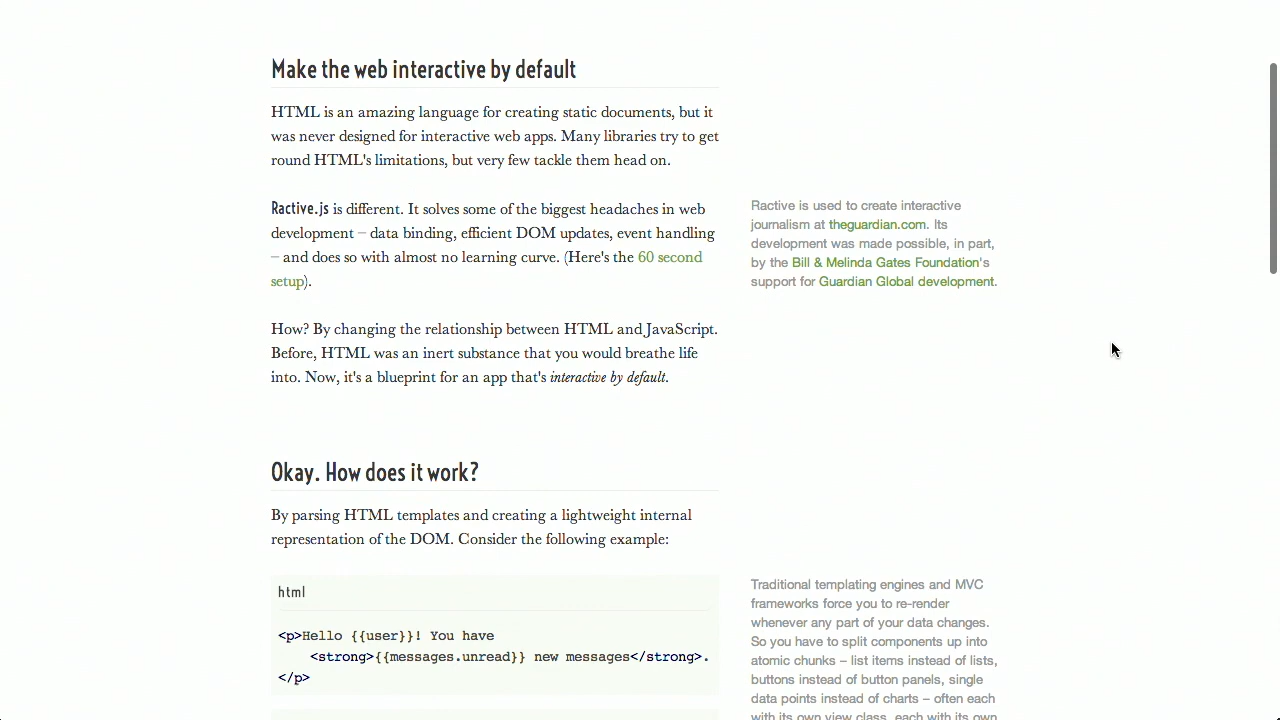 Make the web interactive by default
HTML is an amazing language for creating static documents, but it
was never designed for interactive web apps. Many libraries try to get
round HTML's limitations, but very few tackle them head on.
Ractive.js is different. It solves some of the biggest headaches in web
development – data binding, efficient DOM updates, event handling
– and does so with almost no learning curve. (Here's the 60 second
setup).
Ractive is used to create interactive
journalism at theguardian.com. Its
development was made possible, in part,
by the Bill & Melinda Gates Foundation's
support for Guardian Global development.
How? By changing the relationship between HTML and JavaScript.
Before, HTML was an inert substance that you would breathe life
into. Now, it's a blueprint for an app that's interactive by default.
Okay. How does it work?
By parsing HTML templates and creating a lightweight internal
representation of the DOM. Consider the following example:
html
<p>Hello {{user}}! You have
    <strong>{{messages.unread}} new messages</strong>.
</p>
Traditional templating engines and MVC
frameworks force you to re-render
whenever any part of your data changes.
So you have to split components up into
atomic chunks – list items instead of lists,
buttons instead of button panels, single
data points instead of charts – often each
with its own view class, each with its own